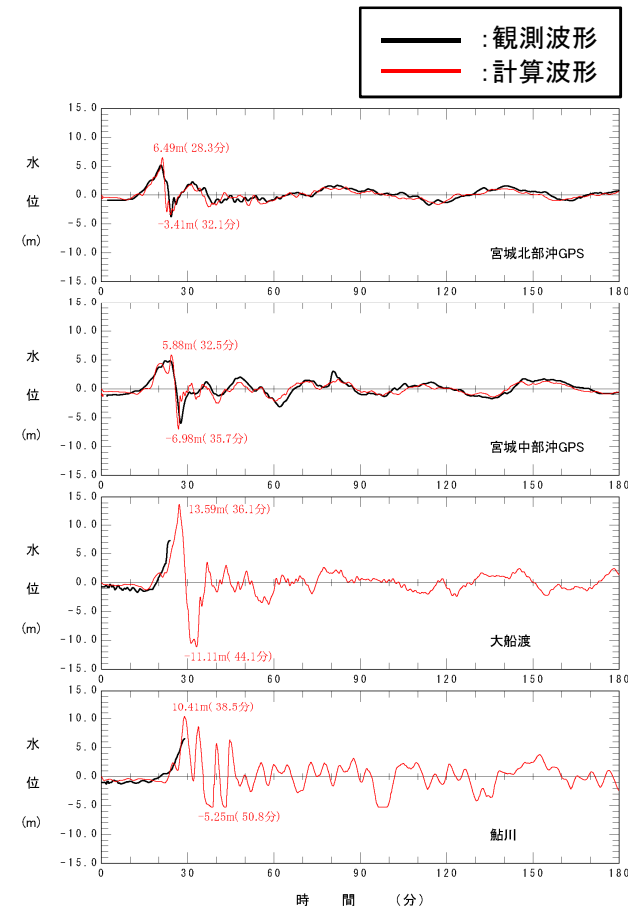 :観測波形
:計算波形
15.0
10.0
5.0
0.0
-5.0
-10.0
-15.0
水
位
(m)
6.49m(28.3分)
-3.41m(32.1分)
宮城北部沖GPS
0 30 60 90 120 150 180
15.0
10.0
5.0
0.0
-5.0
-10.0
-15.0
水
位
(m)
5.88m(32.5分)
-6.98m(35.7分)
宮城中部沖GPS
0 30 60 90 120 150 180
15.0
10.0
5.0
0.0
-5.0
-10.0
-15.0
水
位
(m)
13.59m(36.1分)
-11.11m(44.1分)
大船渡
0 30 60 90 120 150 180
15.0
10.0
5.0
0.0
-5.0
-10.0
-15.0
水
位
(m)
10.41m(38.5分)
-5.25m(50.8分)
鮎川
0 30 60 90 120 150 180
時 間 (分)